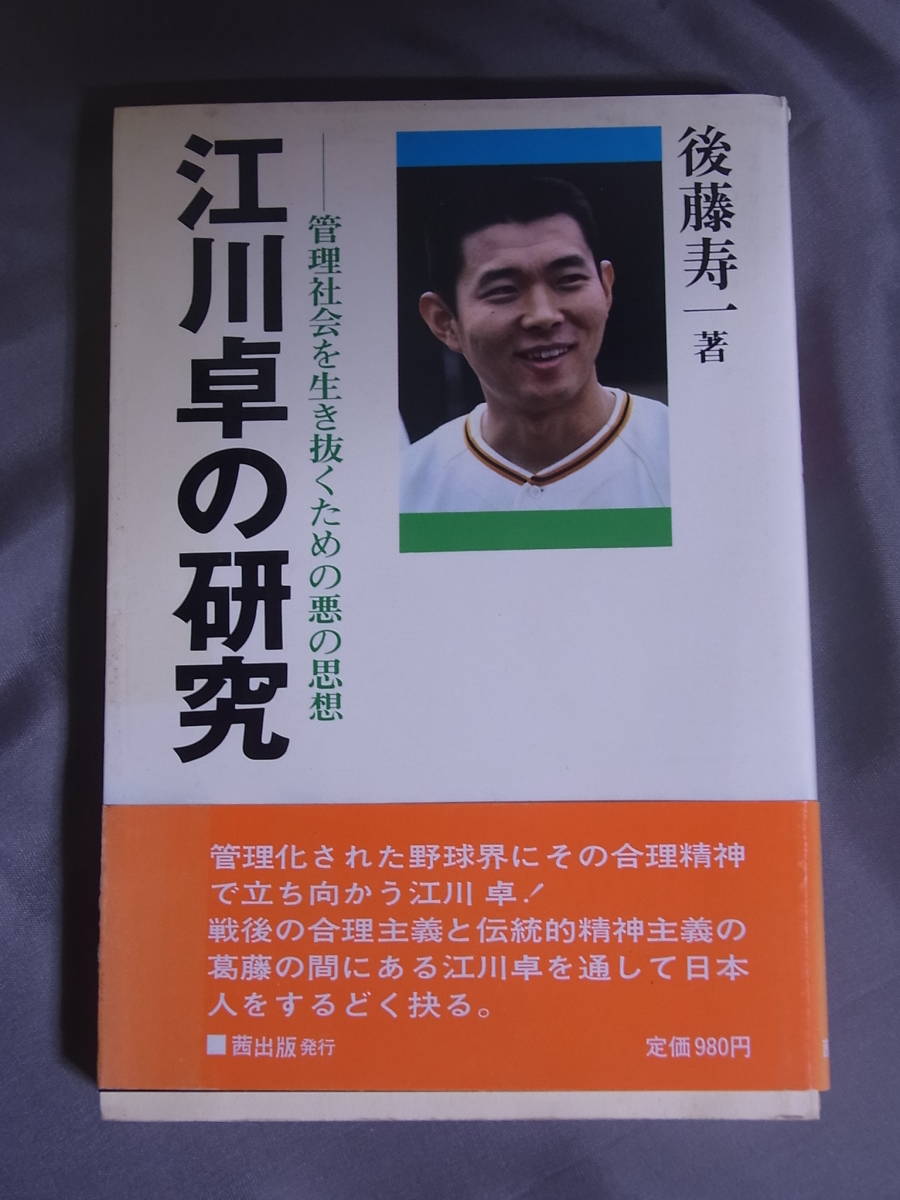 後藤寿一 著
――管理社会を生き抜くための悪の思想
江川卓の研究
管理化された野球界にその合理精神
で立ち向かう江川 卓!
戦後の合理主義と伝統的精神主義の
葛藤の間にある江川卓を通して日本
人をするどく抉る。
■茜出版 発行
定価980円